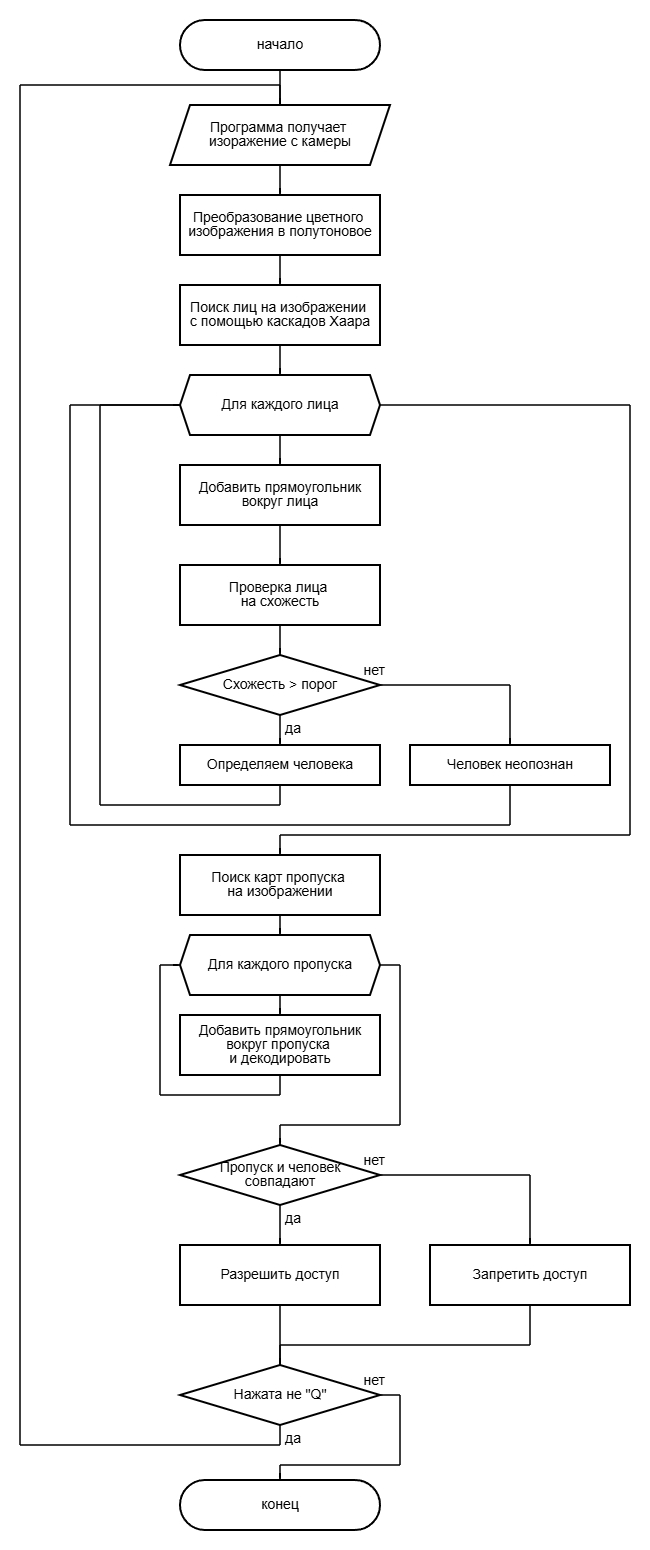 начало
Программа получает
изоражение с камеры
Преобразование цветного
изображения в полутоновое
Поиск лиц на изображении
с помощью каскадов Хаара
Для каждого лица
Добавить прямоугольник
вокруг лица
Проверка лица
на схожесть
Схожесть > порог
нет
да
Определяем человека
Человек неопознан
Поиск карт пропуска
на изображении
Для каждого пропуска
Добавить прямоугольник
вокруг пропуска
и декодировать
Пропуск и человек
совпадают
нет
да
Разрешить доступ
Запретить доступ
Нажата не "Q"
нет
да
конец